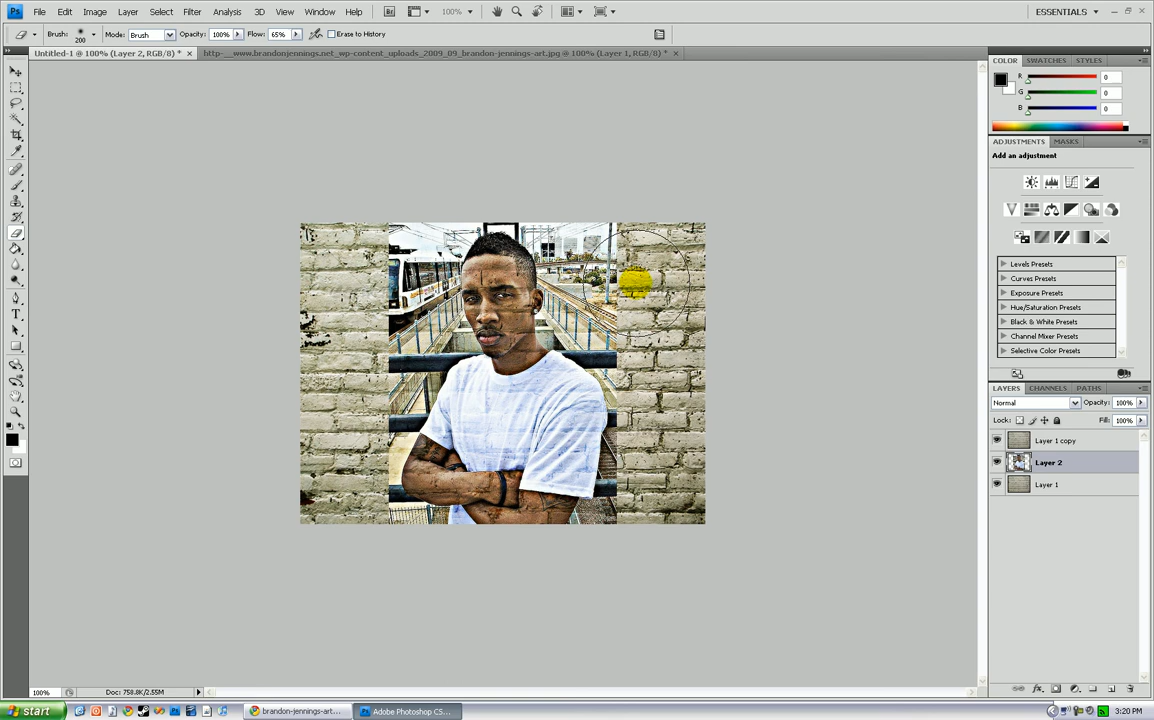 Ps File Edit Image Layer Select Filter Analysis 3D View Window Help Br 100% ESSENTIALS
Brush: 200 Mode: Brush Opacity: 100% Flow: 65% Erase to History
Untitled-1 @ 100% (Layer 2, RGB/8) * × http-__www.brandonjennings.net_wp-content_uploads_2009_09_brandon-jennings-art.jpg @ 100% (Layer 1, RGB/8) * ×
COLOR SWATCHES STYLES
R 0
G 0
B 0
ADJUSTMENTS MASKS
Add an adjustment
Levels Presets
Curves Presets
Exposure Presets
Hue/Saturation Presets
Black & White Presets
Channel Mixer Presets
Selective Color Presets
LAYERS CHANNELS PATHS
Normal Opacity: 100%
Lock: Fill: 100%
Layer 1 copy
Layer 2
Layer 1
100% Doc: 758.8K/2.55M
start brandon-jennings-art... Adobe Photoshop CS... 3:20 PM